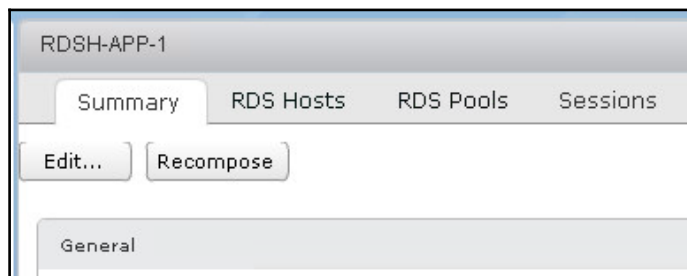 RDSH-APP-1
Summary RDS Hosts RDS Pools Sessions
Edit... Recompose
General